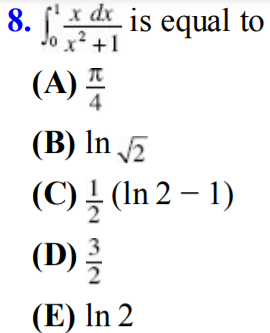 8. ∫₀¹ x dx / x² + 1 is equal to
(A) π/4
(B) ln √2
(C) 1/2 (ln 2 − 1)
(D) 3/2
(E) ln 2